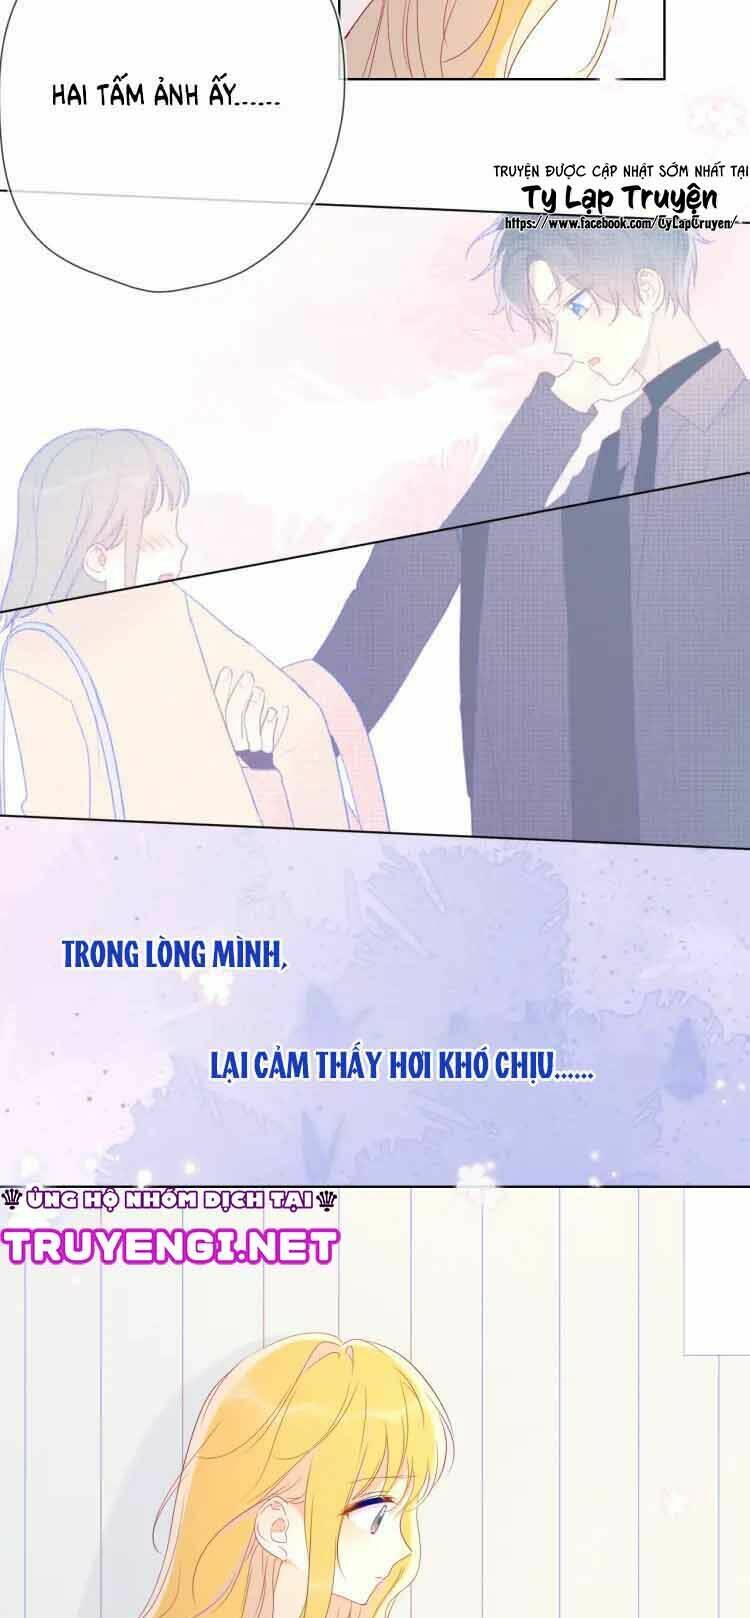 HAI TẤM ẢNH ẤY......
TRUYỆN ĐƯỢC CẬP NHẬT SỚM NHẤT TẠI
Ty Lạp Truyện
https://www.facebook.com/TyLapTruyen/
TRONG LÒNG MÌNH,
LẠI CẢM THẤY HƠI KHÓ CHỊU......
ỦNG HỘ NHÓM DỊCH TẠI
TRUYENGI.NET